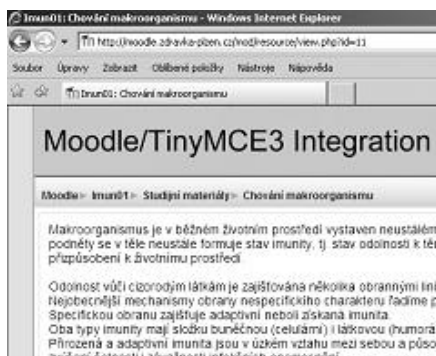 Imun01: Chování makroorganismu - Windows Internet Explorer
http://moodle.zdravka-plzen.cz/mod/resource/view.php?id=11
Soubor Úpravy Zobrazit Oblíbené položky Nástroje Nápověda
Imun01: Chování makroorganismu
Moodle/TinyMCE3 Integration
Moodle ► Imun01 ► Studijní materiály ► Chování makroorganismu
Makroorganismus je v běžném životním prostředí vystaven neustálém
podněty se v těle neustále formuje stav imunity, tj. stav odolnosti k tě
přizpůsobení k životnímu prostředí
Odolnost vůči cizorodým látkám je zajišťována několika obrannými lini
Nejobecnější mechanismy obrany nespecifického charakteru řadíme p
Specifickou obranu zajišťuje adaptivní neboli získaná imunita.
Oba typy imunity mají složku buněčnou (celulární) i látkovou (humorá
Přirozená a adaptivní imunita jsou v úzkém vztahu mezi sebou a půso